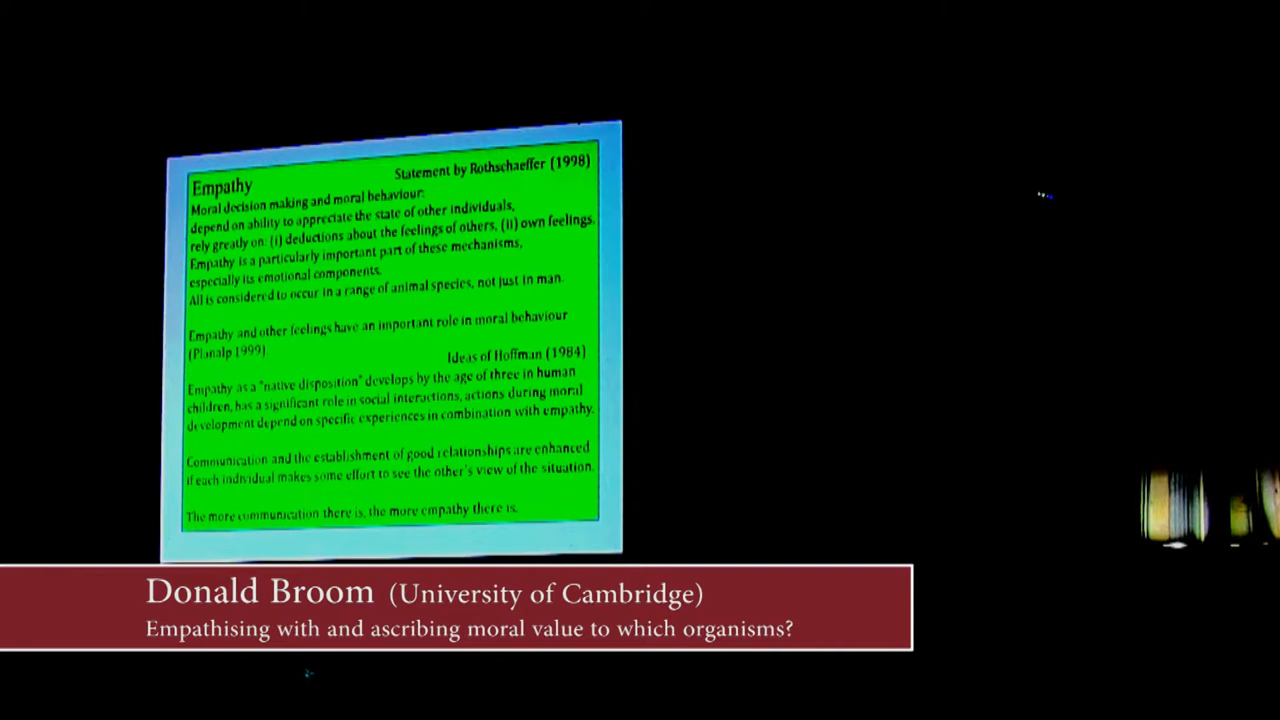 Statement by Rothschaeffer (1998)
Empathy
Moral decision making and moral behaviour:
depend on ability to appreciate the state of other individuals,
rely greatly on: (i) deductions about the feelings of others, (ii) own feelings.
Empathy is a particularly important part of these mechanisms,
especially its emotional components.
All is considered to occur in a range of animal species, not just in man.
Empathy and other feelings have an important role in moral behaviour
(Planalp 1999)
Ideas of Hoffman (1984)
Empathy as a "native disposition" develops by the age of three in human
children, has a significant role in social interactions, actions during moral
development depend on specific experiences in combination with empathy.
Communication and the establishment of good relationships are enhanced
if each individual makes some effort to see the other's view of the situation.
The more communication there is, the more empathy there is.
Donald Broom (University of Cambridge)
Empathising with and ascribing moral value to which organisms?